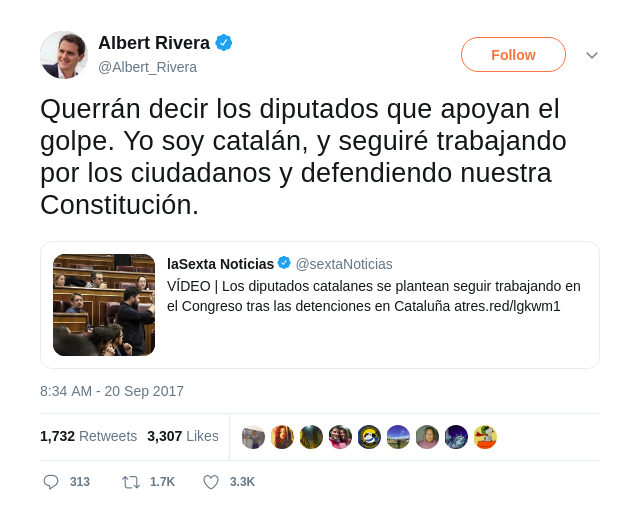 Albert Rivera
@Albert_Rivera
Follow
Querrán decir los diputados que apoyan el
golpe. Yo soy catalán, y seguiré trabajando
por los ciudadanos y defendiendo nuestra
Constitución.
laSexta Noticias @sextaNoticias
VÍDEO | Los diputados catalanes se plantean seguir trabajando en
el Congreso tras las detenciones en Cataluña atres.red/lgkwm1
8:34 AM - 20 Sep 2017
1,732 Retweets 3,307 Likes
313 1.7K 3.3K